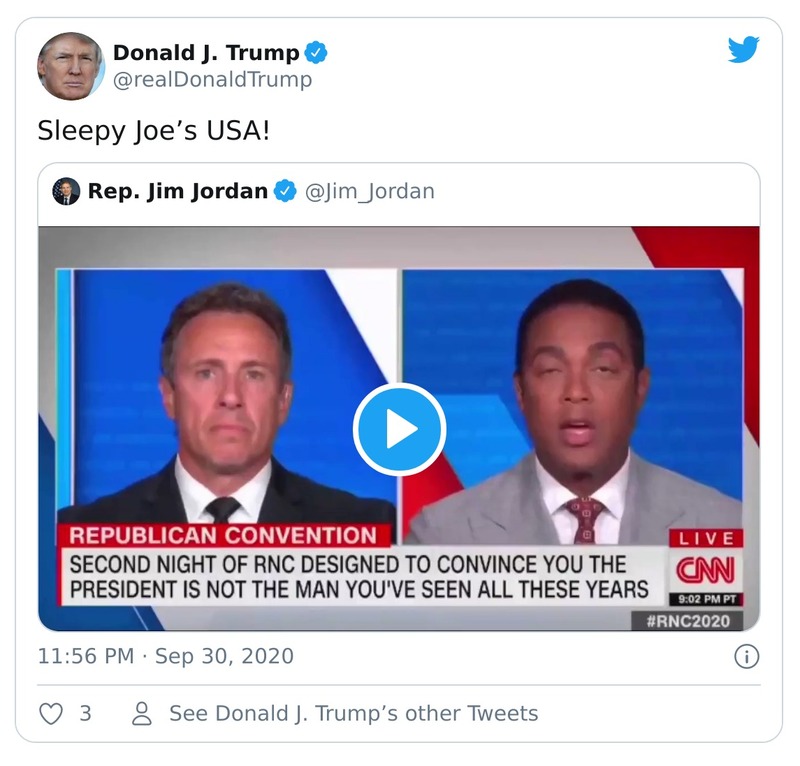 Donald J. Trump
@realDonaldTrump
Sleepy Joe’s USA!
Rep. Jim Jordan @Jim_Jordan
REPUBLICAN CONVENTION
SECOND NIGHT OF RNC DESIGNED TO CONVINCE YOU THE
PRESIDENT IS NOT THE MAN YOU'VE SEEN ALL THESE YEARS
LIVE
CNN
9:02 PM PT
#RNC2020
11:56 PM · Sep 30, 2020
3 See Donald J. Trump’s other Tweets